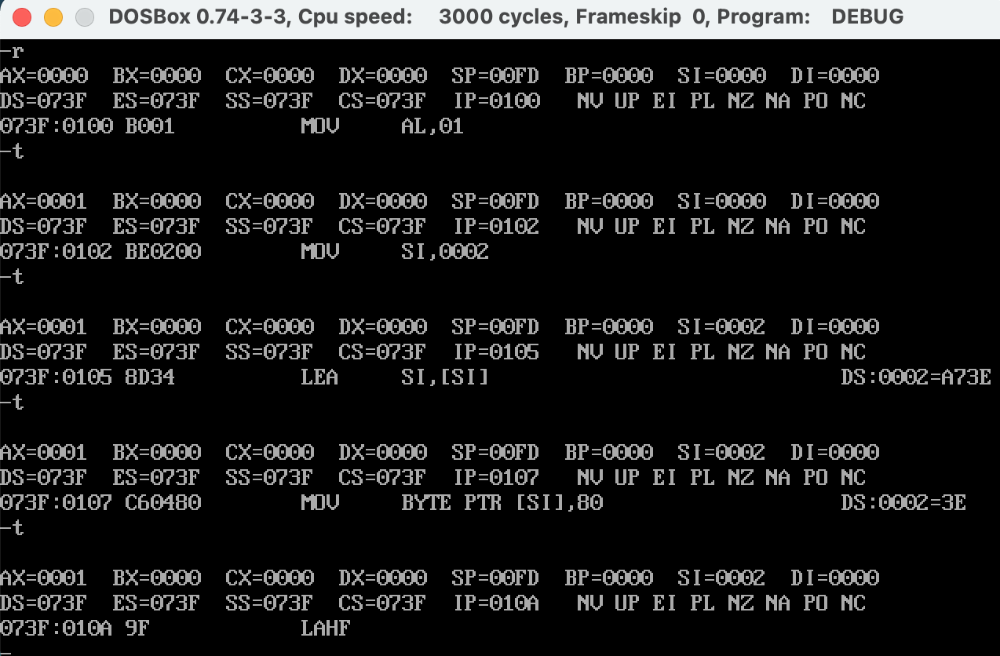 DOSBox 0.74-3-3, Cpu speed:    3000 cycles, Frameskip  0, Program:    DEBUG
-r
AX=0000  BX=0000  CX=0000  DX=0000  SP=00FD  BP=0000  SI=0000  DI=0000
DS=073F  ES=073F  SS=073F  CS=073F  IP=0100   NV UP EI PL NZ NA PO NC
073F:0100 B001          MOV     AL,01
-t
AX=0001  BX=0000  CX=0000  DX=0000  SP=00FD  BP=0000  SI=0000  DI=0000
DS=073F  ES=073F  SS=073F  CS=073F  IP=0102   NV UP EI PL NZ NA PO NC
073F:0102 BE0200        MOV     SI,0002
-t
AX=0001  BX=0000  CX=0000  DX=0000  SP=00FD  BP=0000  SI=0002  DI=0000
DS=073F  ES=073F  SS=073F  CS=073F  IP=0105   NV UP EI PL NZ NA PO NC
073F:0105 8D34          LEA     SI,[SI]                            DS:0002=A73E
-t
AX=0001  BX=0000  CX=0000  DX=0000  SP=00FD  BP=0000  SI=0002  DI=0000
DS=073F  ES=073F  SS=073F  CS=073F  IP=0107   NV UP EI PL NZ NA PO NC
073F:0107 C60480        MOV     BYTE PTR [SI],80                   DS:0002=3E
-t
AX=0001  BX=0000  CX=0000  DX=0000  SP=00FD  BP=0000  SI=0002  DI=0000
DS=073F  ES=073F  SS=073F  CS=073F  IP=010A   NV UP EI PL NZ NA PO NC
073F:010A 9F            LAHF
-